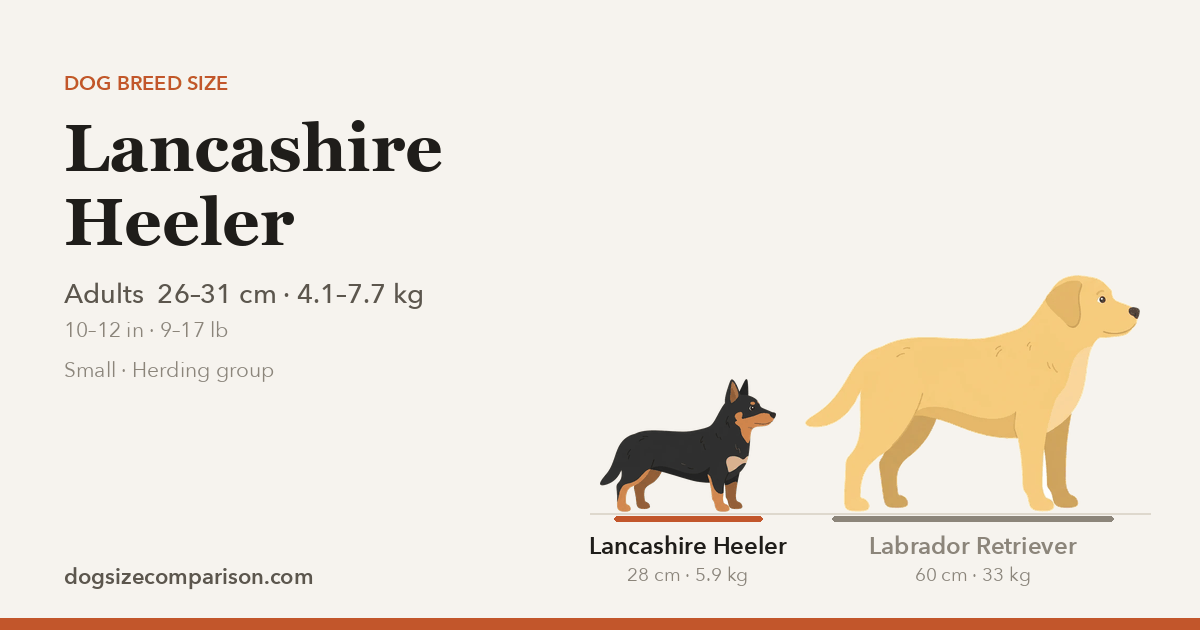 DOG BREED SIZE
Lancashire
Heeler
Adults 26–31 cm · 4.1–7.7 kg
10–12 in · 9–17 lb
Small · Herding group
Lancashire Heeler
28 cm · 5.9 kg
Labrador Retriever
60 cm · 33 kg
dogsizecomparison.com